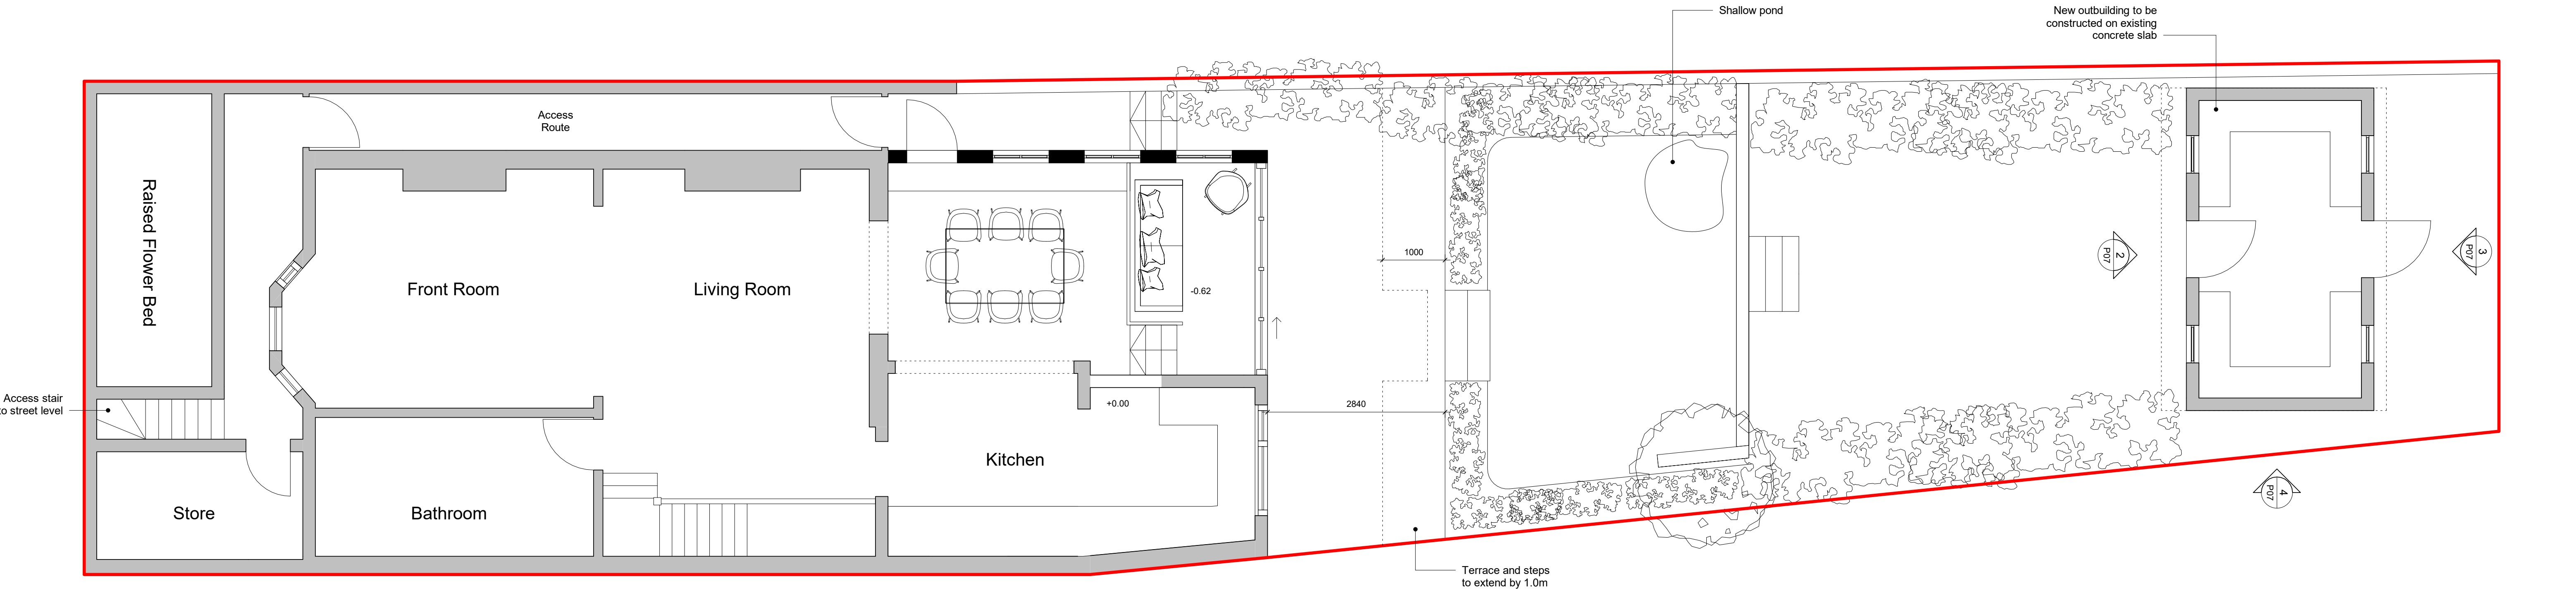 Shallow pond
New outbuilding to be
constructed on existing
concrete slab
Access
Route
Raised Flower Bed
Front Room
Living Room
-0.62
1000
2
P07
3
P07
Access stair
to street level
+0.00
2840
Kitchen
Store
Bathroom
4
P07
Terrace and steps
to extend by 1.0m